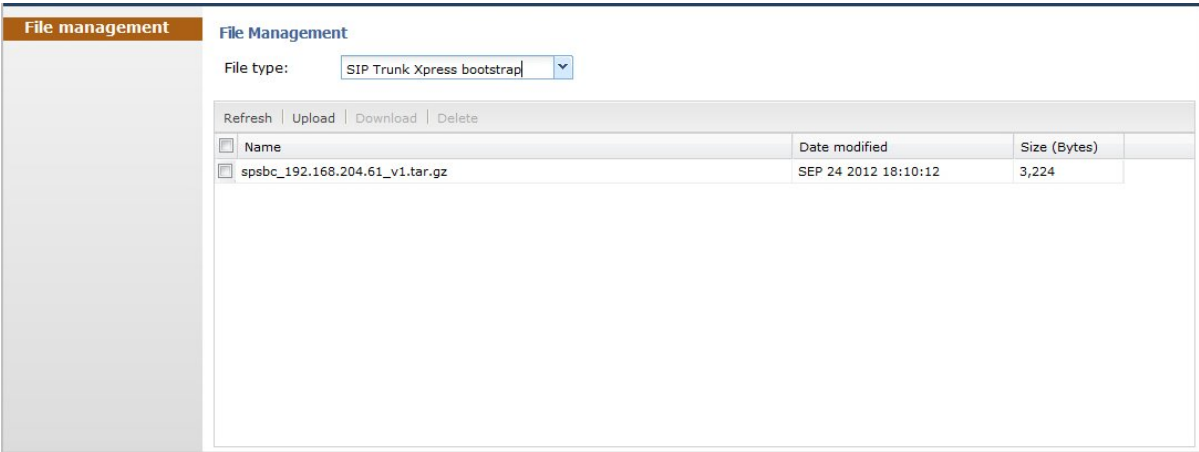 File management
File Management
File type: SIP Trunk Xpress bootstrap
Refresh Upload Download Delete
Name Date modified Size (Bytes)
spsbc_192.168.204.61_v1.tar.gz SEP 24 2012 18:10:12 3,224